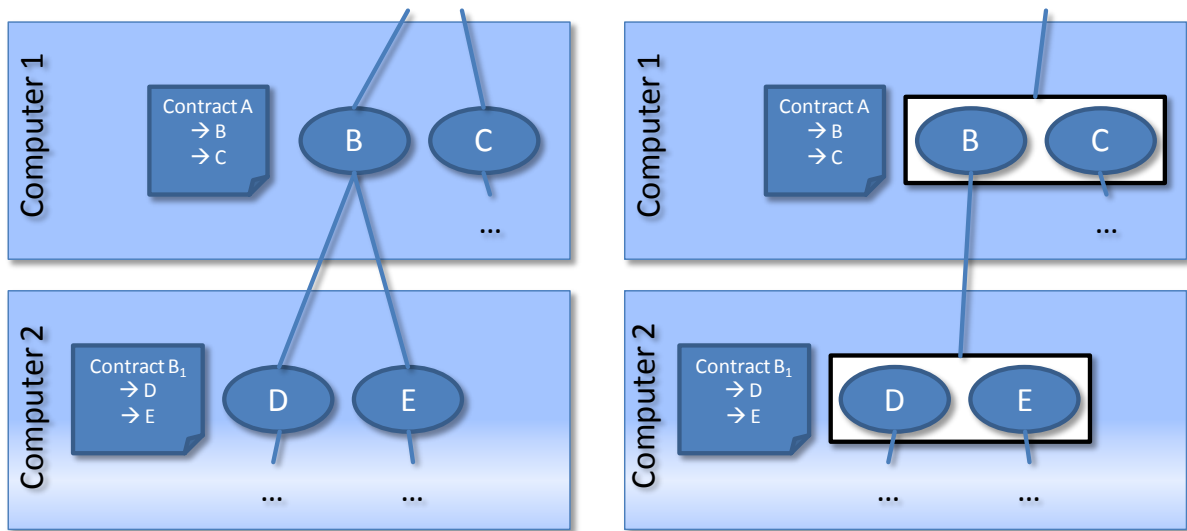 Computer 1
Contract A
→ B
→ C
B
C
...
Computer 2
Contract B₁
→ D
→ E
D
E
...
...
Computer 1
Contract A
→ B
→ C
B
C
...
Computer 2
Contract B₁
→ D
→ E
D
E
...
...